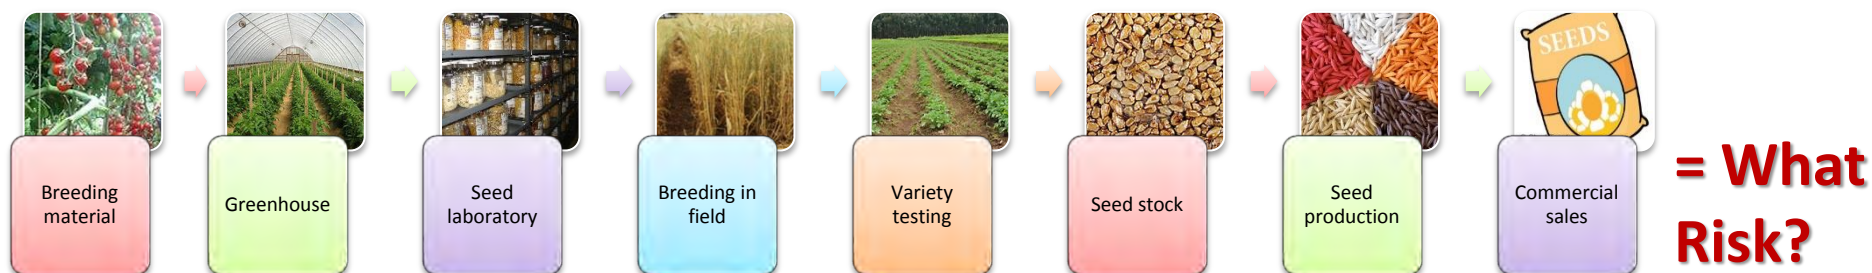 SEEDS
Breeding
material
Greenhouse
Seed
laboratory
Breeding in
field
Variety
testing
Seed stock
Seed
production
Commercial
sales
= What
Risk?